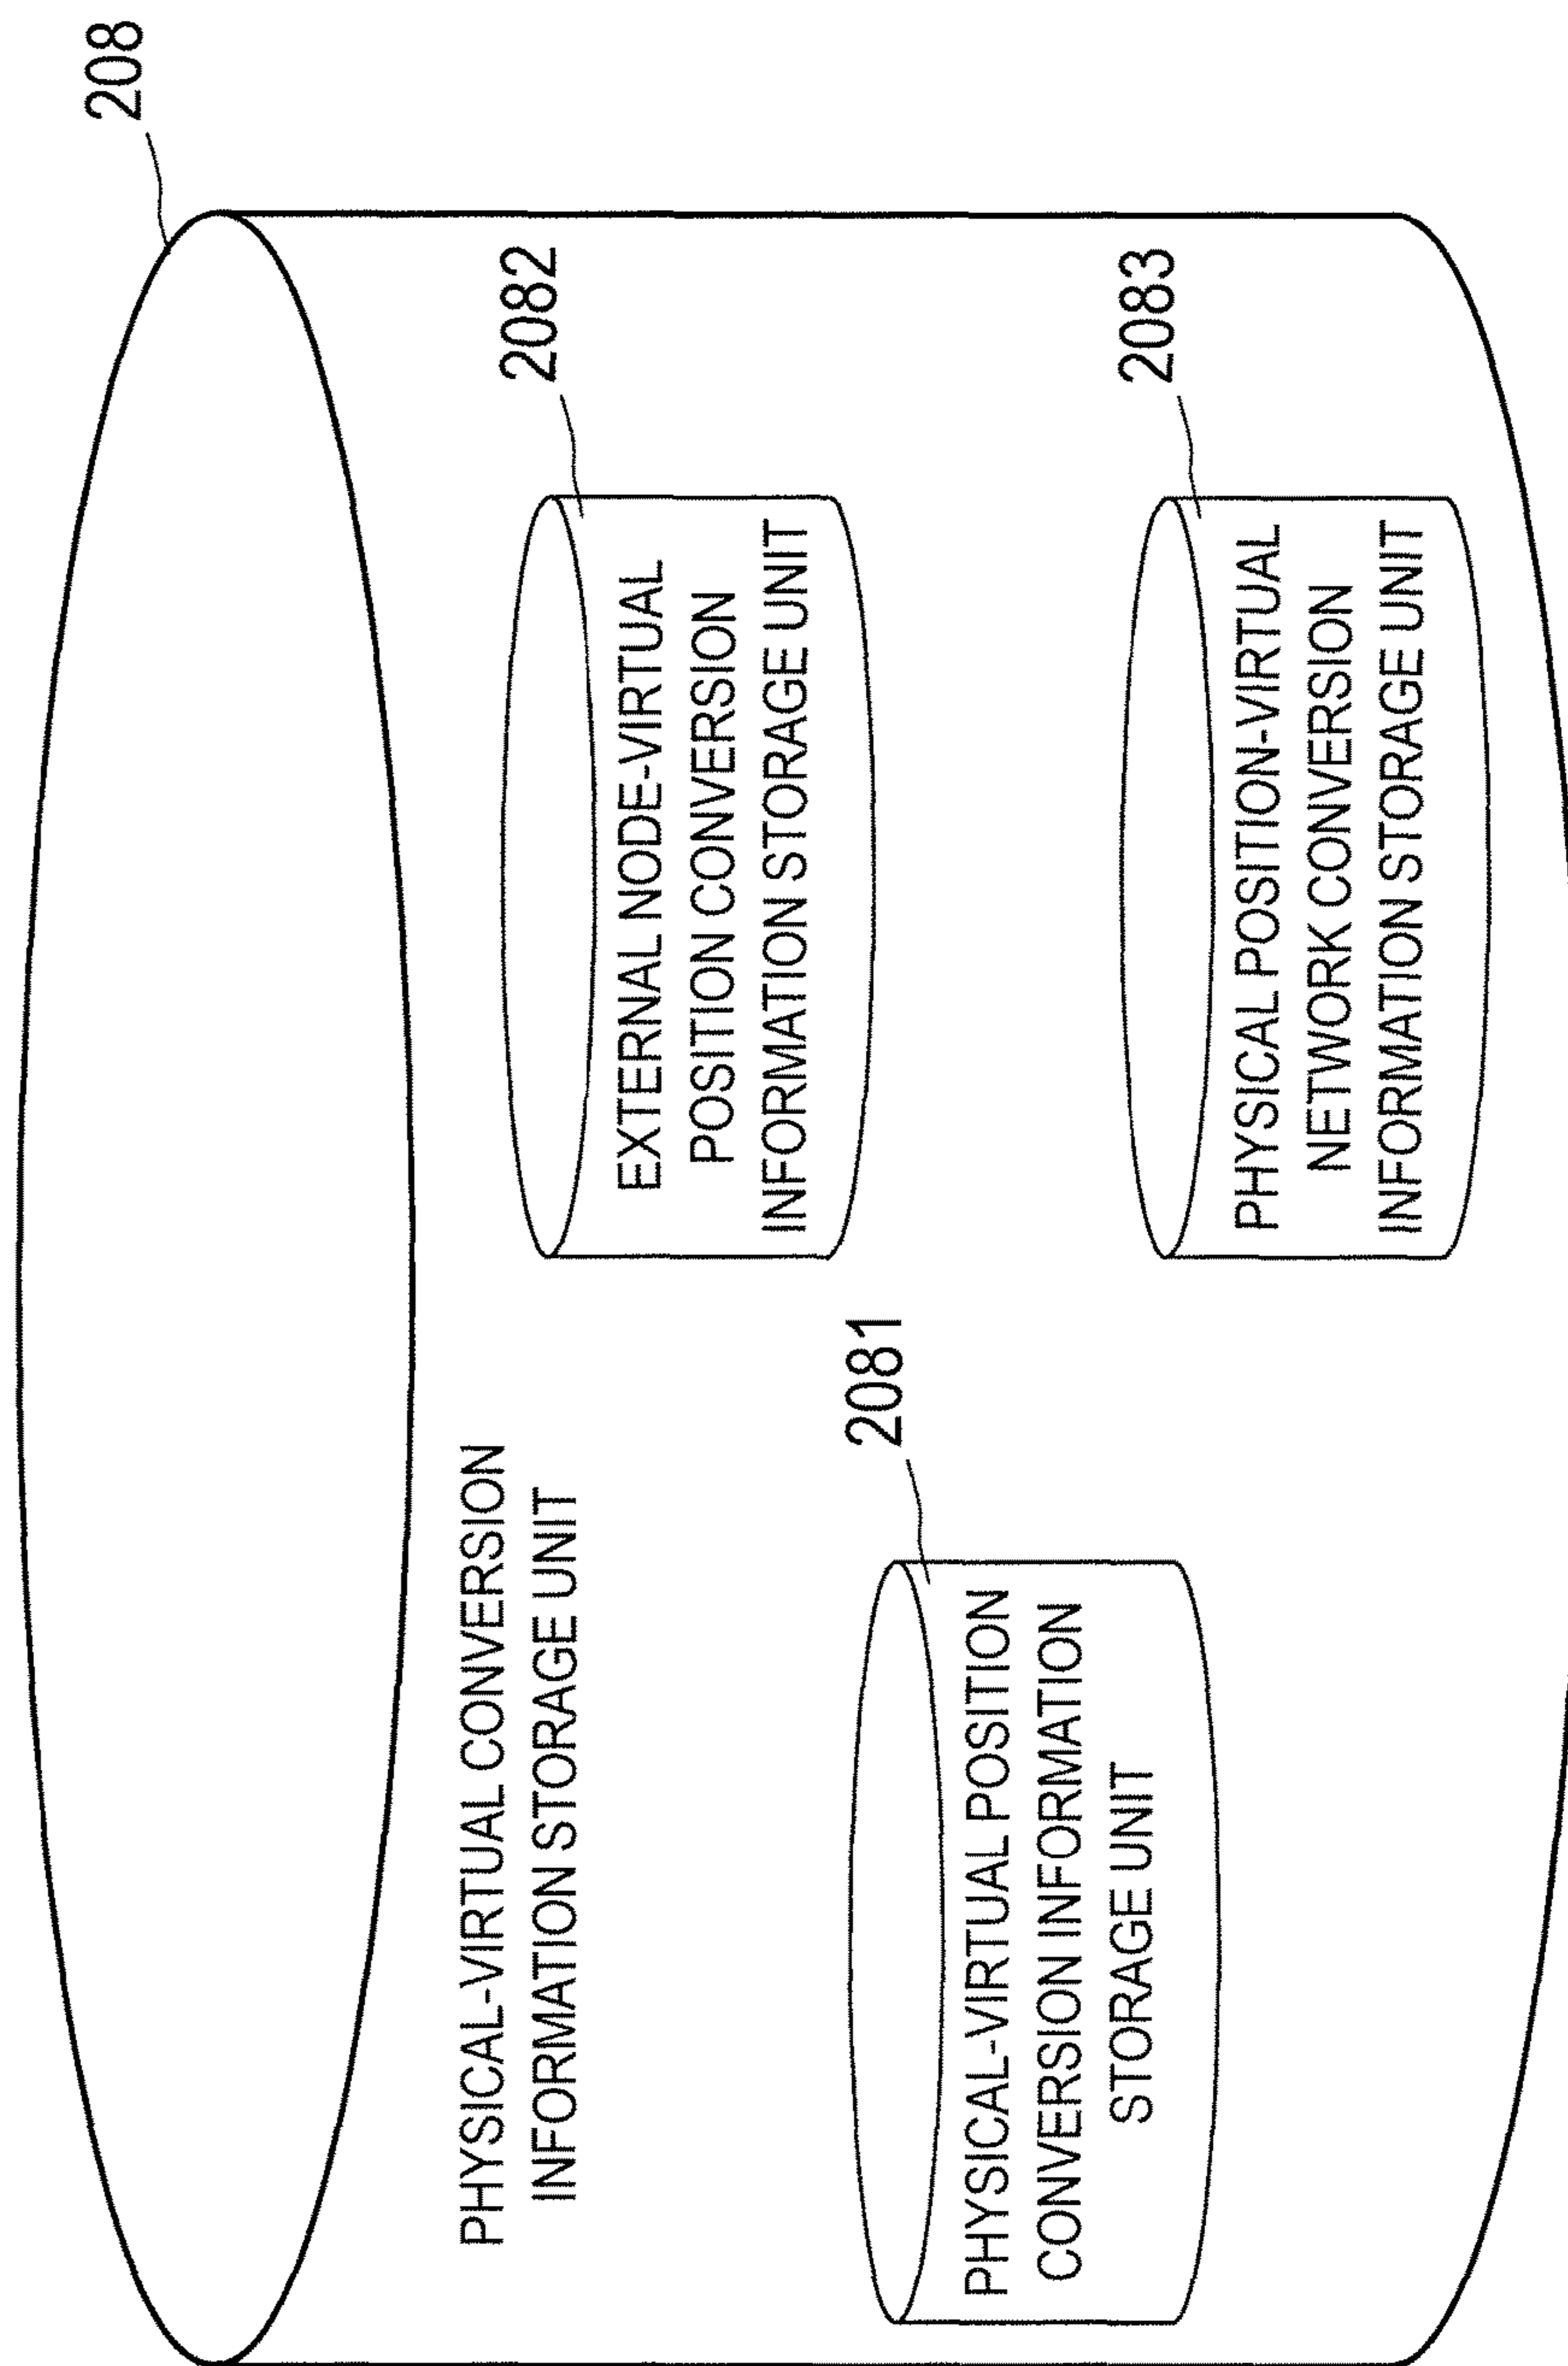 208
PHYSICAL-VIRTUAL CONVERSION
INFORMATION STORAGE UNIT
2082
EXTERNAL NODE-VIRTUAL
POSITION CONVERSION
INFORMATION STORAGE UNIT
2081
PHYSICAL-VIRTUAL POSITION
CONVERSION INFORMATION
STORAGE UNIT
2083
PHYSICAL POSITION-VIRTUAL
NETWORK CONVERSION
INFORMATION STORAGE UNIT